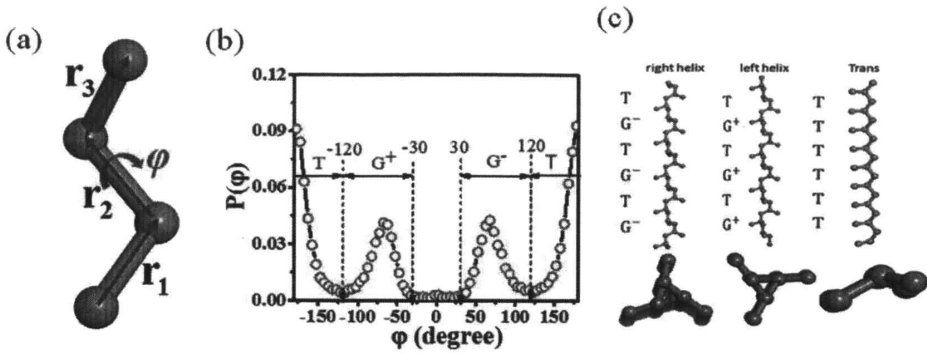 (a)
r₃
φ
r₂
r₁
(b)
0.12
0.09
0.06
0.03
0.00
P(φ)
-120 -30 30 120
T G⁺ G⁻ T
-150 -100 -50 0 50 100 150
φ (degree)
(c)
right helix left helix Trans
T T T
G⁻ G⁺ T
T T T
G⁻ G⁺ T
T T T
G⁻ G⁺ T